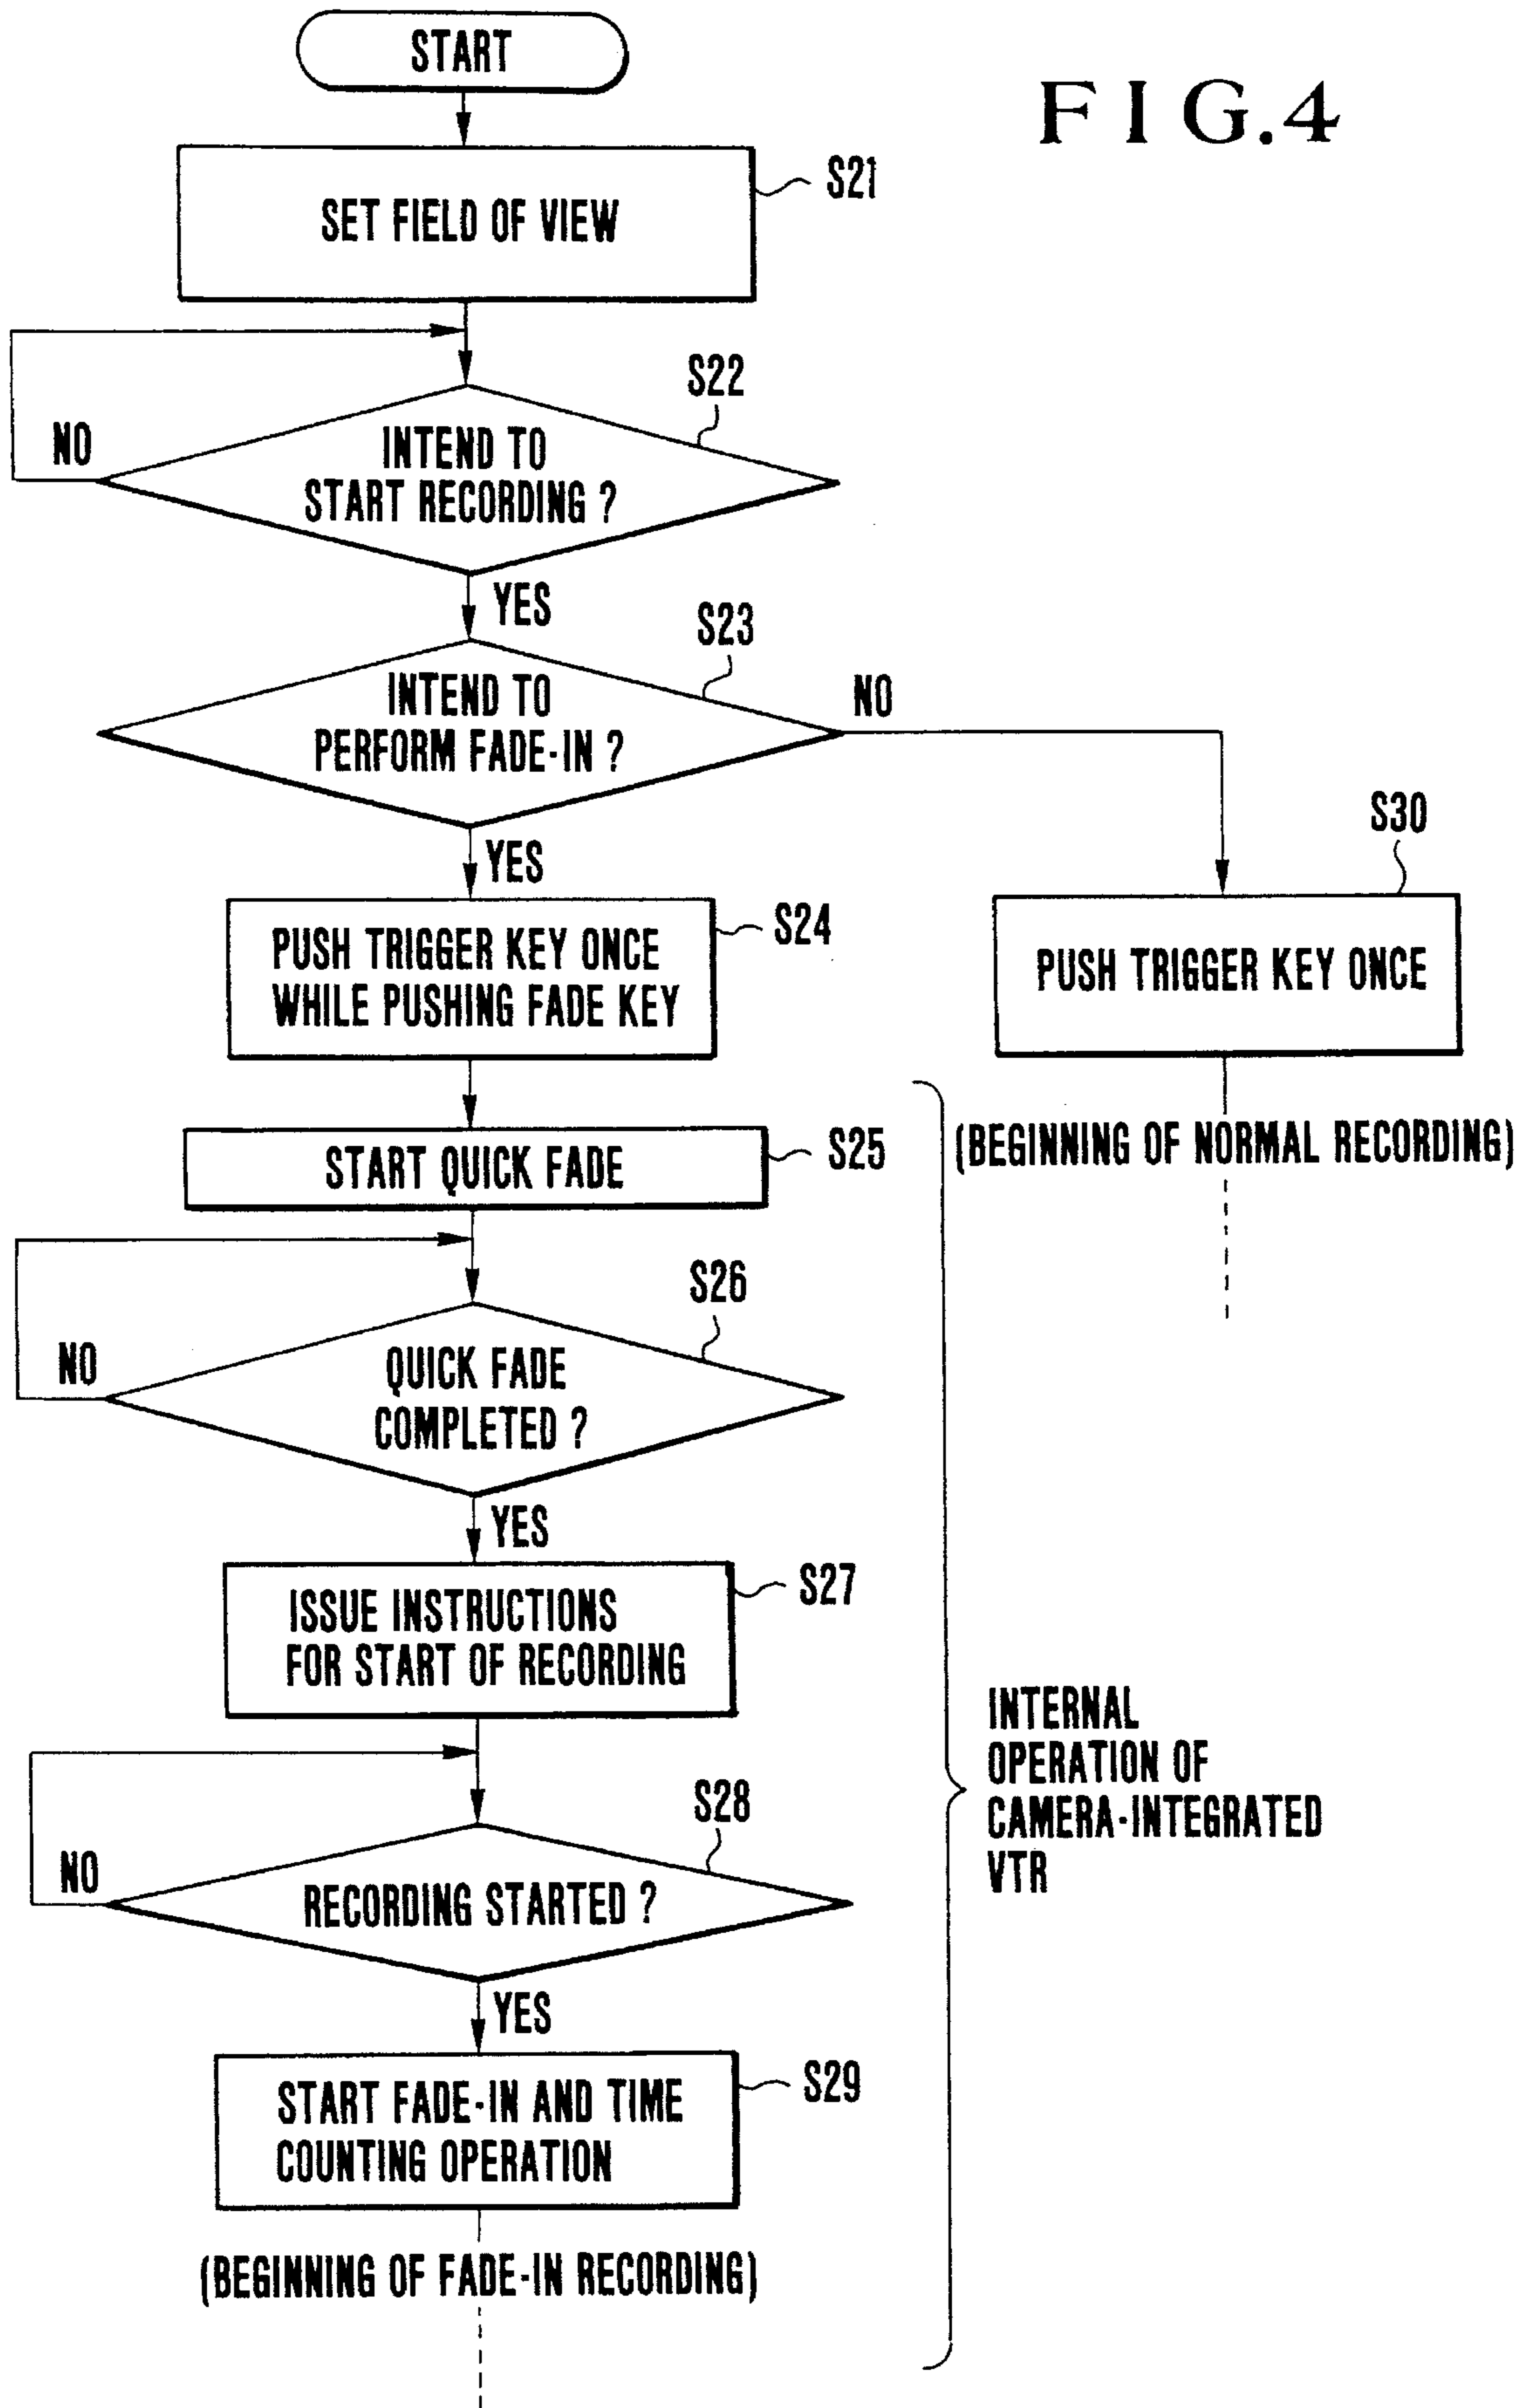 START
FIG.4
S21
SET FIELD OF VIEW
S22
NO
INTEND TO
START RECORDING ?
YES
S23
INTEND TO
PERFORM FADE-IN ?
NO
YES
S30
S24
PUSH TRIGGER KEY ONCE
WHILE PUSHING FADE KEY
PUSH TRIGGER KEY ONCE
(BEGINNING OF NORMAL RECORDING)
S25
START QUICK FADE
S26
NO
QUICK FADE
COMPLETED ?
YES
S27
ISSUE INSTRUCTIONS
FOR START OF RECORDING
INTERNAL
OPERATION OF
CAMERA-INTEGRATED
VTR
S28
NO
RECORDING STARTED ?
YES
S29
START FADE-IN AND TIME
COUNTING OPERATION
(BEGINNING OF FADE-IN RECORDING)